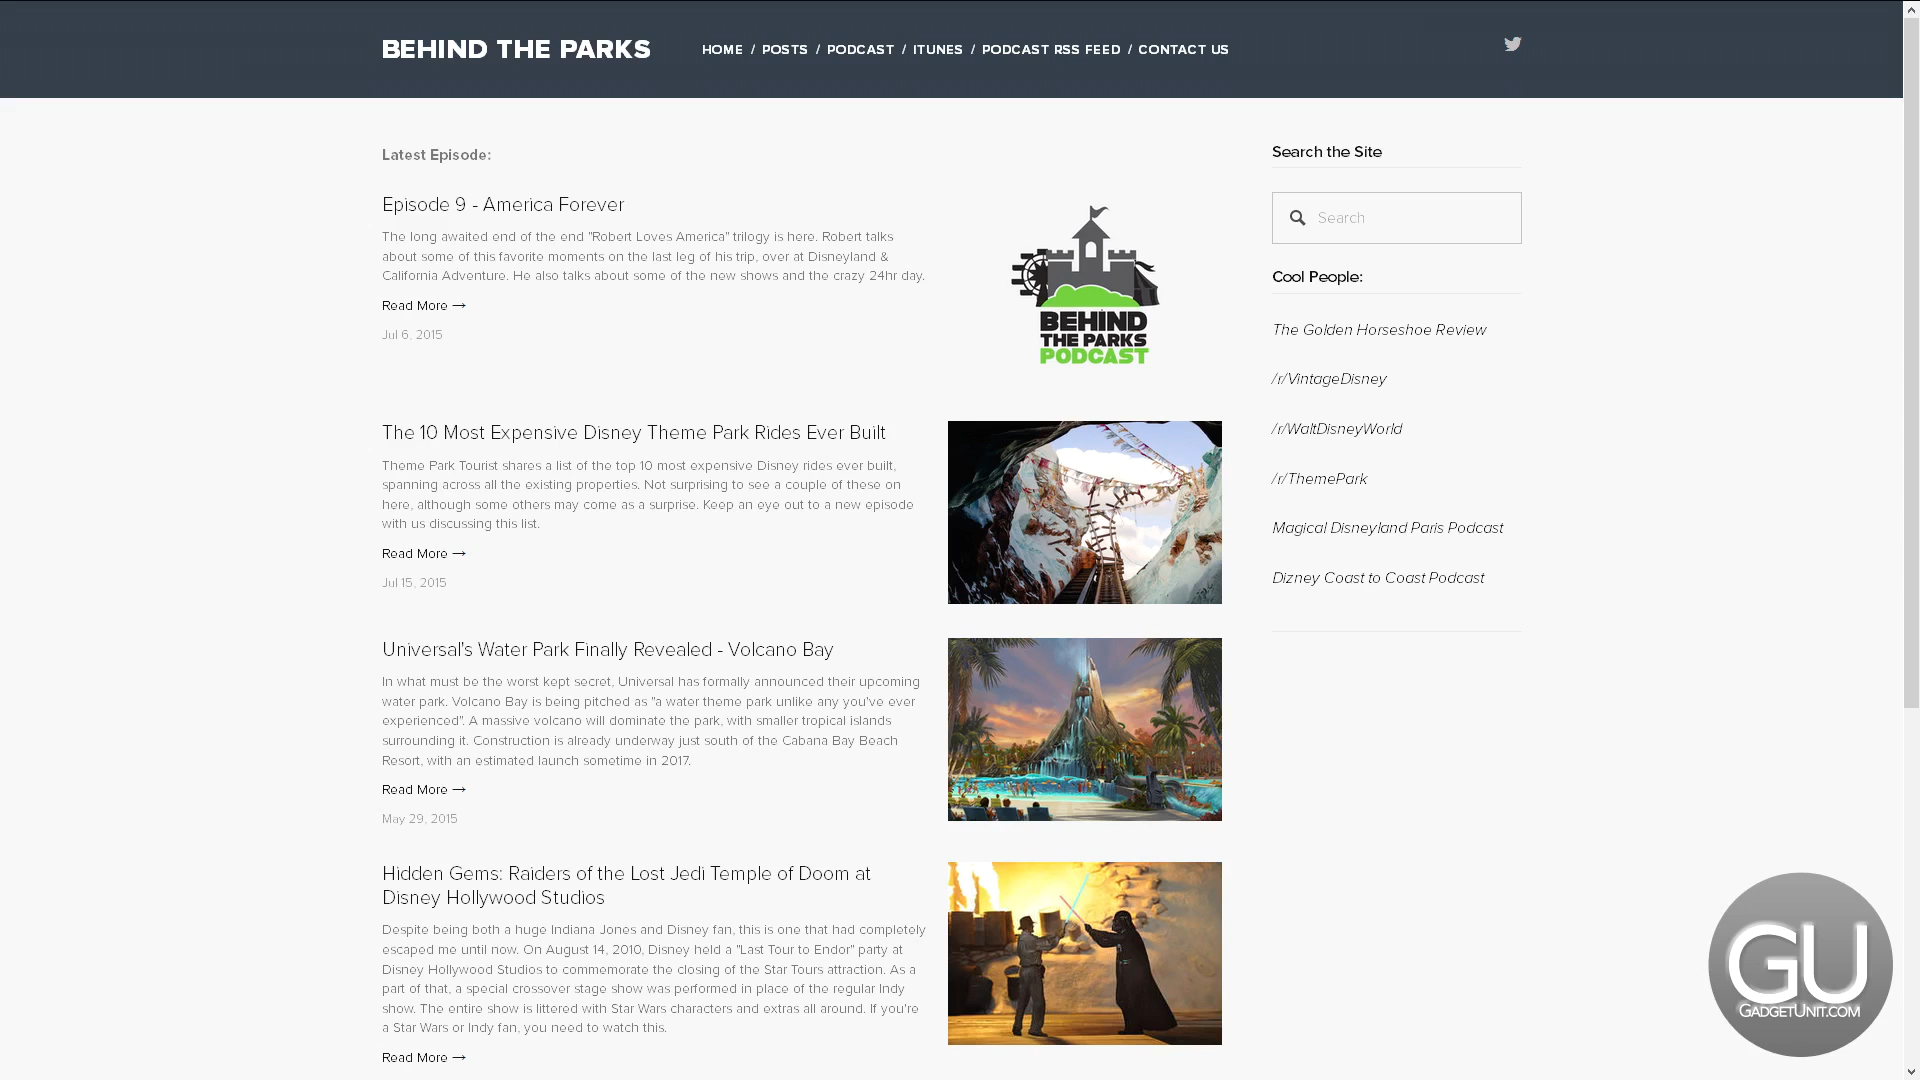 BEHIND THE PARKS
HOME / POSTS / PODCAST / ITUNES / PODCAST RSS FEED / CONTACT US
Latest Episode:
Episode 9 - America Forever
The long awaited end of the end "Robert Loves America" trilogy is here. Robert talks
about some of this favorite moments on the last leg of his trip, over at Disneyland &
California Adventure. He also talks about some of the new shows and the crazy 24hr day.
Read More →
Jul 6, 2015
BEHIND
THE PARKS
PODCAST
The 10 Most Expensive Disney Theme Park Rides Ever Built
Theme Park Tourist shares a list of the top 10 most expensive Disney rides ever built,
spanning across all the existing properties. Not surprising to see a couple of these on
here, although some others may come as a surprise. Keep an eye out to a new episode
with us discussing this list.
Read More →
Jul 15, 2015
Universal's Water Park Finally Revealed - Volcano Bay
In what must be the worst kept secret, Universal has formally announced their upcoming
water park. Volcano Bay is being pitched as "a water theme park unlike any you've ever
experienced". A massive volcano will dominate the park, with smaller tropical islands
surrounding it. Construction is already underway just south of the Cabana Bay Beach
Resort, with an estimated launch sometime in 2017.
Read More →
May 29, 2015
Hidden Gems: Raiders of the Lost Jedi Temple of Doom at
Disney Hollywood Studios
Despite being both a huge Indiana Jones and Disney fan, this is one that had completely
escaped me until now. On August 14, 2010, Disney held a "Last Tour to Endor" party at
Disney Hollywood Studios to commemorate the closing of the Star Tours attraction. As a
part of that, a special crossover stage show was performed in place of the regular Indy
show. The entire show is littered with Star Wars characters and extras all around. If you're
a Star Wars or Indy fan, you need to watch this.
Read More →
Search the Site
Search
Cool People:
The Golden Horseshoe Review
/r/VintageDisney
/r/WaltDisneyWorld
/r/ThemePark
Magical Disneyland Paris Podcast
Dizney Coast to Coast Podcast
GU
GADGETUNIT.COM